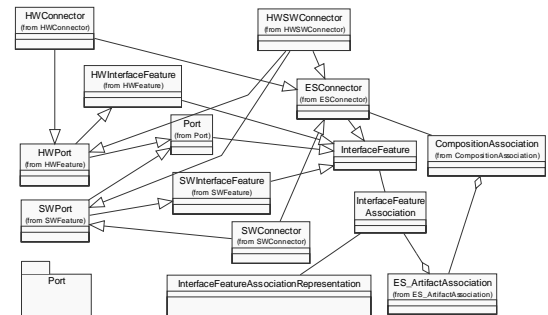 HWConnector
(from HWConnector)
HWSWConnector
(from HWSWConnector)
HWInterfaceFeature
(from HWFeature)
ESConnector
(from ESConnector)
Port
(from Port)
HWPort
(from HWFeature)
InterfaceFeature
CompositionAssociation
(from CompositionAssociation)
SWInterfaceFeature
(from SWFeature)
InterfaceFeature
Association
SWPort
(from SWFeature)
SWConnector
(from SWConnector)
Port
InterfaceFeatureAssociationRepresentation
ES_ArtifactAssociation
(from ES_ArtifactAssociation)